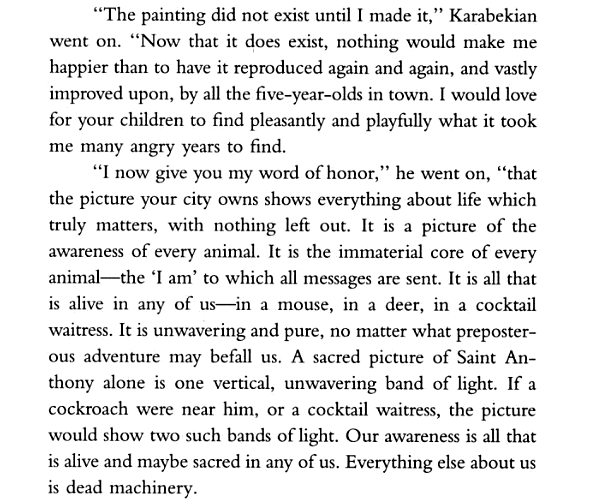 “The painting did not exist until I made it,” Karabekian
went on. “Now that it does exist, nothing would make me
happier than to have it reproduced again and again, and vastly
improved upon, by all the five-year-olds in town. I would love
for your children to find pleasantly and playfully what it took
me many angry years to find.
“I now give you my word of honor,” he went on, “that
the picture your city owns shows everything about life which
truly matters, with nothing left out. It is a picture of the
awareness of every animal. It is the immaterial core of every
animal—the ‘I am’ to which all messages are sent. It is all that
is alive in any of us—in a mouse, in a deer, in a cocktail
waitress. It is unwavering and pure, no matter what preposter-
ous adventure may befall us. A sacred picture of Saint An-
thony alone is one vertical, unwavering band of light. If a
cockroach were near him, or a cocktail waitress, the picture
would show two such bands of light. Our awareness is all that
is alive and maybe sacred in any of us. Everything else about us
is dead machinery.